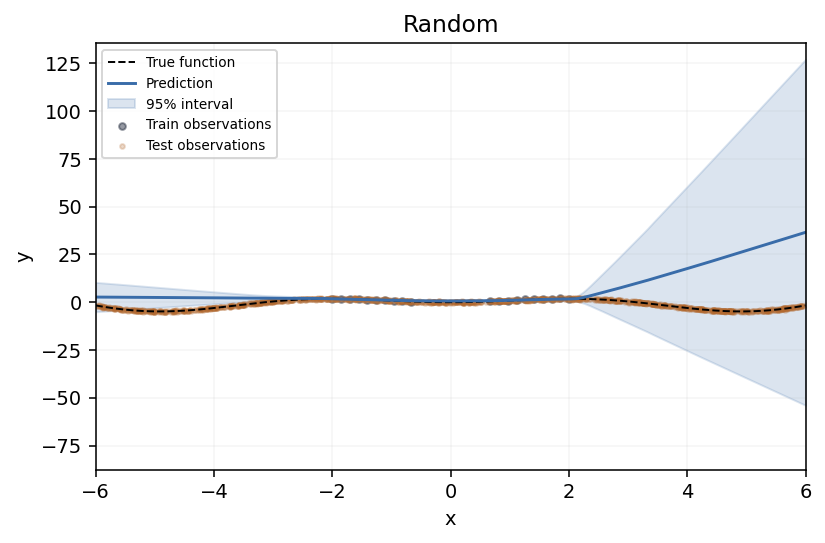 Random
125
100
75
50
25
0
−25
−50
−75
y
True function
Prediction
95% interval
Train observations
Test observations
−6
−4
−2
0
2
4
6
x